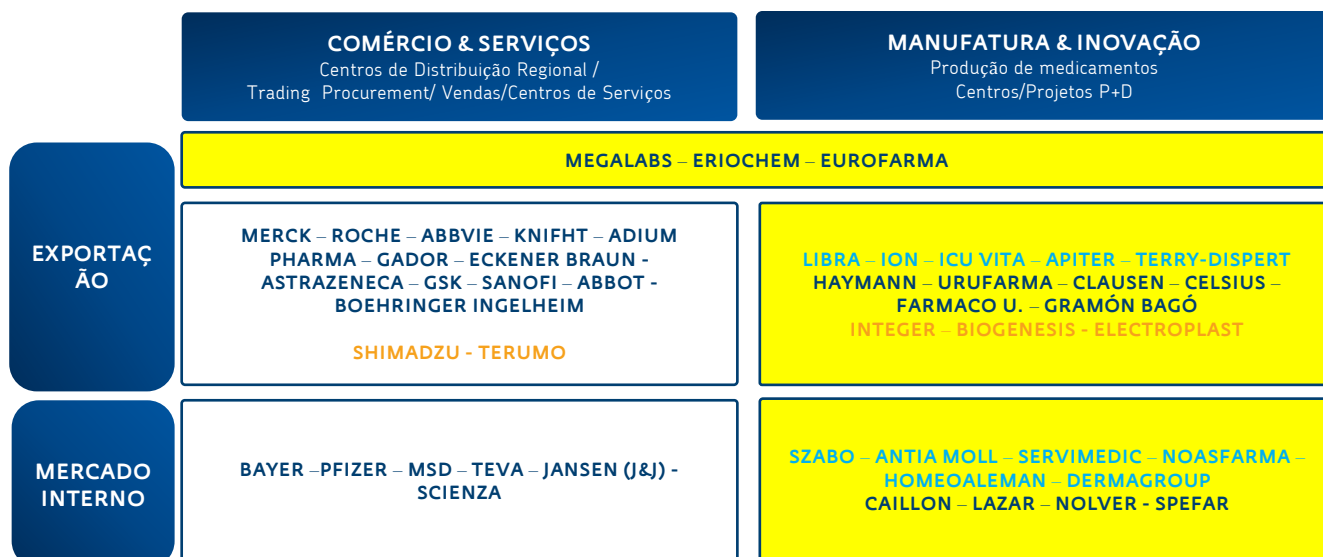 COMÉRCIO & SERVIÇOS
Centros de Distribuição Regional /
Trading Procurement/ Vendas/Centros de Serviços
MANUFATURA & INOVAÇÃO
Produção de medicamentos
Centros/Projetos P+D
MEGALABS – ERIOCHEM – EUROFARMA
EXPORTAÇ
ÃO
MERCK – ROCHE – ABBVIE – KNIFHT – ADIUM
PHARMA – GADOR – ECKENER BRAUN -
ASTRAZENECA – GSK – SANOFI – ABBOT -
BOEHRINGER INGELHEIM
SHIMADZU - TERUMO
LIBRA – ION – ICU VITA – APITER – TERRY-DISPERT
HAYMANN – URUFARMA – CLAUSEN – CELSIUS –
FARMACO U. – GRAMÓN BAGÓ
INTEGER – BIOGENESIS - ELECTROPLAST
MERCADO
INTERNO
BAYER –PFIZER – MSD – TEVA – JANSEN (J&J) -
SCIENZA
SZABO – ANTIA MOLL – SERVIMEDIC – NOASFARMA –
HOMEOALEMAN – DERMAGROUP
CAILLON – LAZAR – NOLVER - SPEFAR